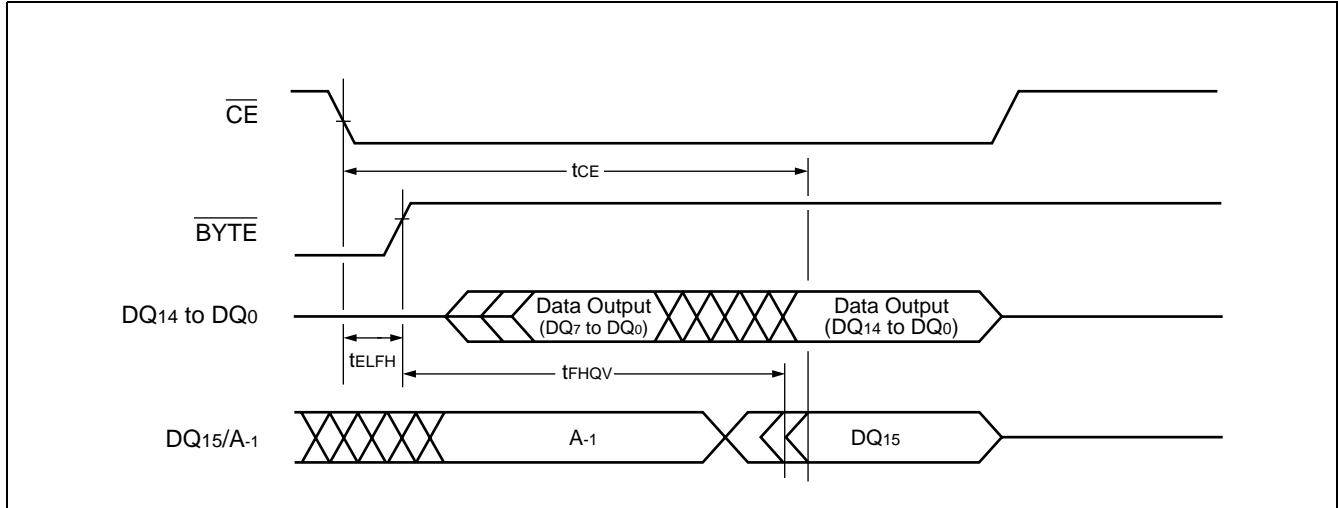 CE
tCE
BYTE
DQ14 to DQ0
Data Output
(DQ7 to DQ0)
Data Output
(DQ14 to DQ0)
tELFH
tFHQV
DQ15/A-1
A-1
DQ15